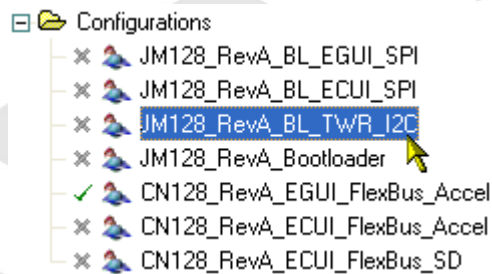 Configurations
JM128_RevA_BL_EGUI_SPI
JM128_RevA_BL_ECUI_SPI
JM128_RevA_BL_TWR_I2C
JM128_RevA_Bootloader
CN128_RevA_EGUI_FlexBus_Accel
CN128_RevA_ECUI_FlexBus_Accel
CN128_RevA_ECUI_FlexBus_SD